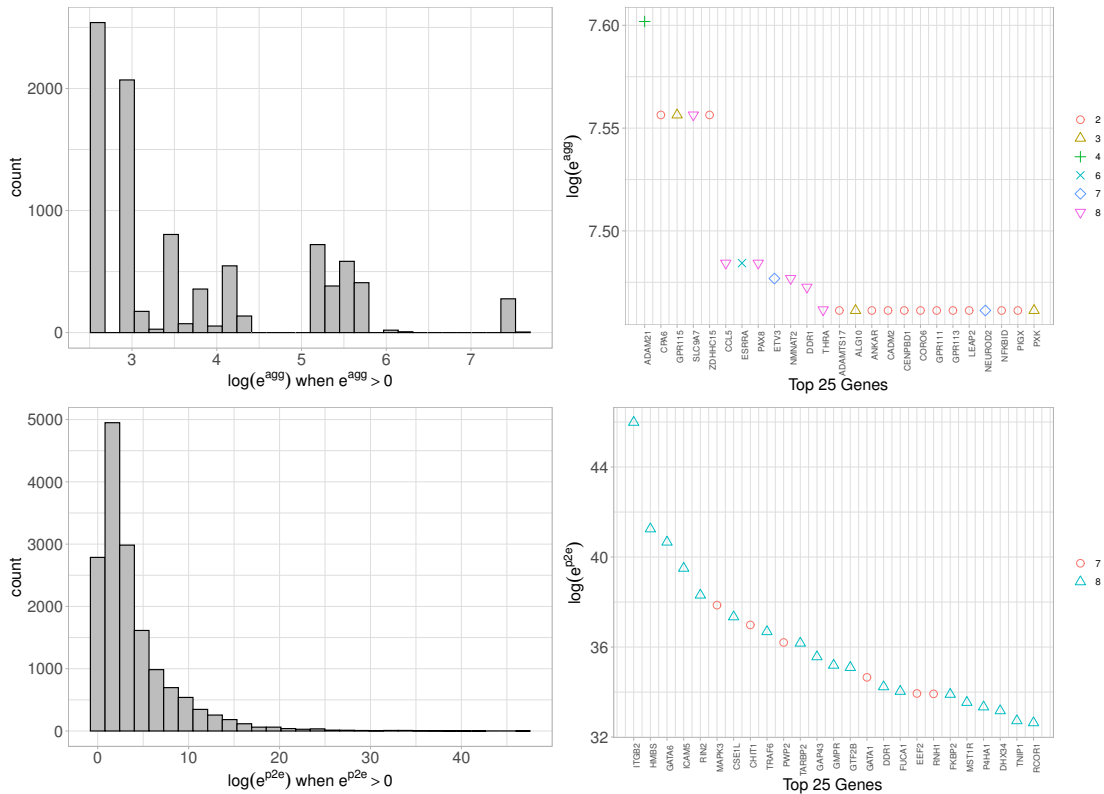 2000
1000
0
count
3 4 5 6 7
log(e^agg) when e^agg > 0
7.60
7.55
7.50
log(e^agg)
ADAM21 CPA6 GPR115 SLC9A7 ZDHHC15 CCL5 ESRRA PAX8 ETV3 NMNAT2 DDR1 THRA ADAMTS17 ALG10 ANKAR CADM2 CENPBD1 CORO6 GPR111 GPR113 LEAP2 NEUROD2 NFKBID PIGX PXK
Top 25 Genes
2
3
4
6
7
8
5000
4000
3000
2000
1000
0
count
0 10 20 30 40
log(e^p2e) when e^p2e > 0
44
40
36
32
log(e^p2e)
ITGB2 HMBS GATA6 ICAM5 RIN2 MAPK3 CSE1L CHIT1 TRAF6 PWP2 TARBP2 GAP43 GMPR GTF2B GATA1 DDR1 FUCA1 EEF2 RNH1 FKBP2 MST1R P4HA1 DHX34 TNIP1 RCOR1
Top 25 Genes
7
8